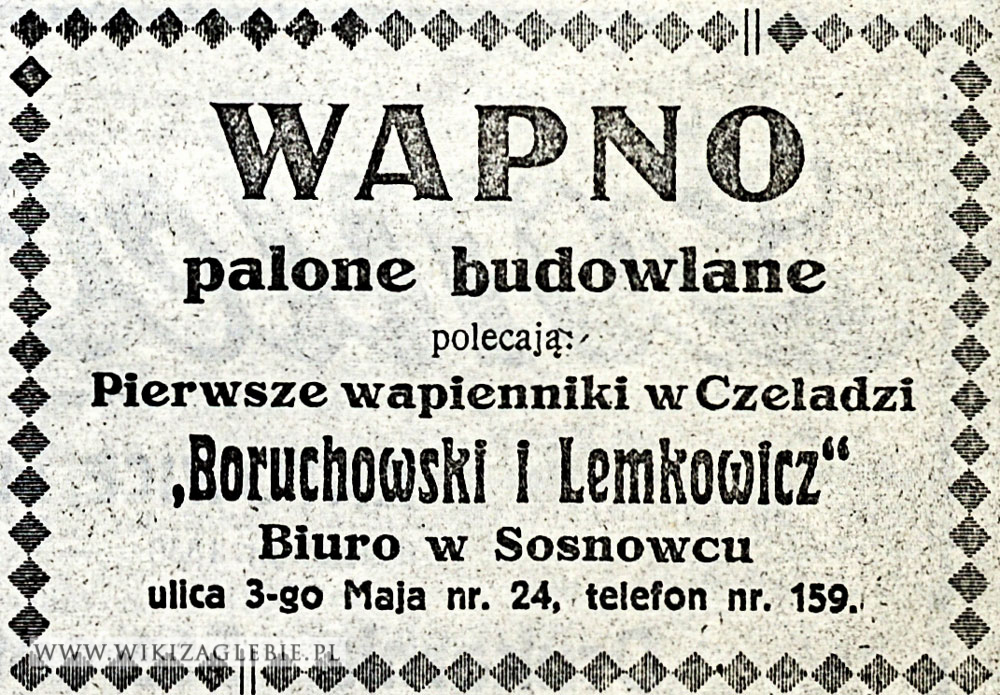 WAPNO
palone budowlane
polecają:
Pierwsze wapienniki w Czeladzi
„Boruchowski i Lemkowicz“
Biuro w Sosnowcu
ulica 3-go Maja nr. 24, telefon nr. 159.
WWW.WIKIZAGLEBIE.PL